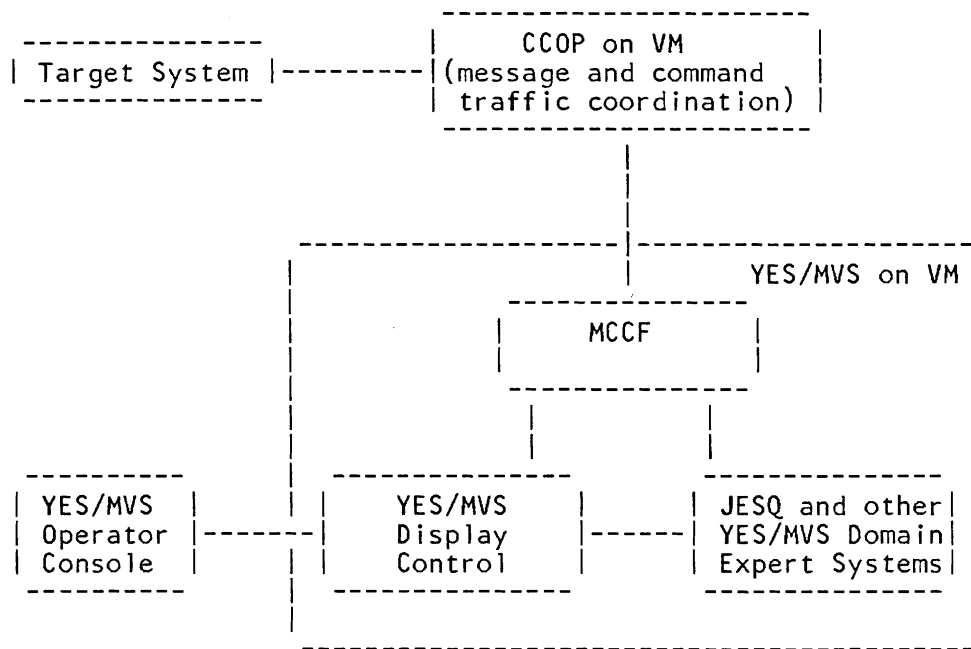 CCOP on VM
Target System
(message and command
traffic coordination)
YES/MVS on VM
MCCF
YES/MVS
Operator
Console
YES/MVS
Display
Control
JESQ and other
YES/MVS Domain
Expert Systems